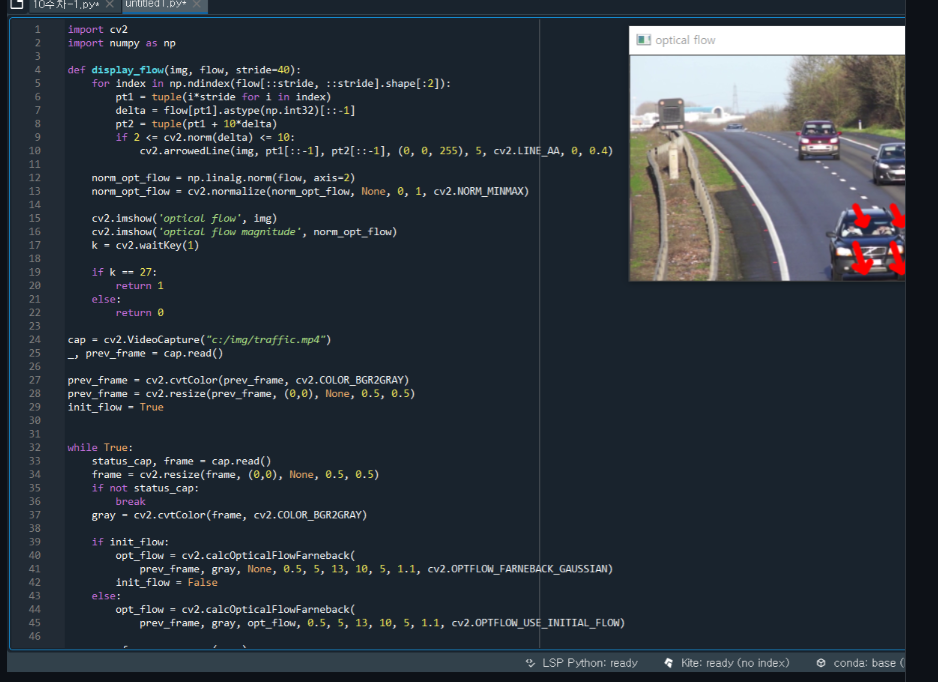 10수차-1.py* untitled1.py*
optical flow
1 import cv2
2 import numpy as np
3
4 def display_flow(img, flow, stride=40):
5     for index in np.ndindex(flow[::stride, ::stride].shape[:2]):
6         pt1 = tuple(i*stride for i in index)
7         delta = flow[pt1].astype(np.int32)[::-1]
8         pt2 = tuple(pt1 + 10*delta)
9         if 2 <= cv2.norm(delta) <= 10:
10             cv2.arrowedLine(img, pt1[::-1], pt2[::-1], (0, 0, 255), 5, cv2.LINE_AA, 0, 0.4)
11
12     norm_opt_flow = np.linalg.norm(flow, axis=2)
13     norm_opt_flow = cv2.normalize(norm_opt_flow, None, 0, 1, cv2.NORM_MINMAX)
14
15     cv2.imshow('optical flow', img)
16     cv2.imshow('optical flow magnitude', norm_opt_flow)
17     k = cv2.waitKey(1)
18
19     if k == 27:
20         return 1
21     else:
22         return 0
23
24 cap = cv2.VideoCapture("c:/img/traffic.mp4")
25 _, prev_frame = cap.read()
26
27 prev_frame = cv2.cvtColor(prev_frame, cv2.COLOR_BGR2GRAY)
28 prev_frame = cv2.resize(prev_frame, (0,0), None, 0.5, 0.5)
29 init_flow = True
30
31
32 while True:
33     status_cap, frame = cap.read()
34     frame = cv2.resize(frame, (0,0), None, 0.5, 0.5)
35     if not status_cap:
36         break
37     gray = cv2.cvtColor(frame, cv2.COLOR_BGR2GRAY)
38
39     if init_flow:
40         opt_flow = cv2.calcOpticalFlowFarneback(
41             prev_frame, gray, None, 0.5, 5, 13, 10, 5, 1.1, cv2.OPTFLOW_FARNEBACK_GAUSSIAN)
42         init_flow = False
43     else:
44         opt_flow = cv2.calcOpticalFlowFarneback(
45             prev_frame, gray, opt_flow, 0.5, 5, 13, 10, 5, 1.1, cv2.OPTFLOW_USE_INITIAL_FLOW)
46
LSP Python: ready Kite: ready (no index) conda: base (